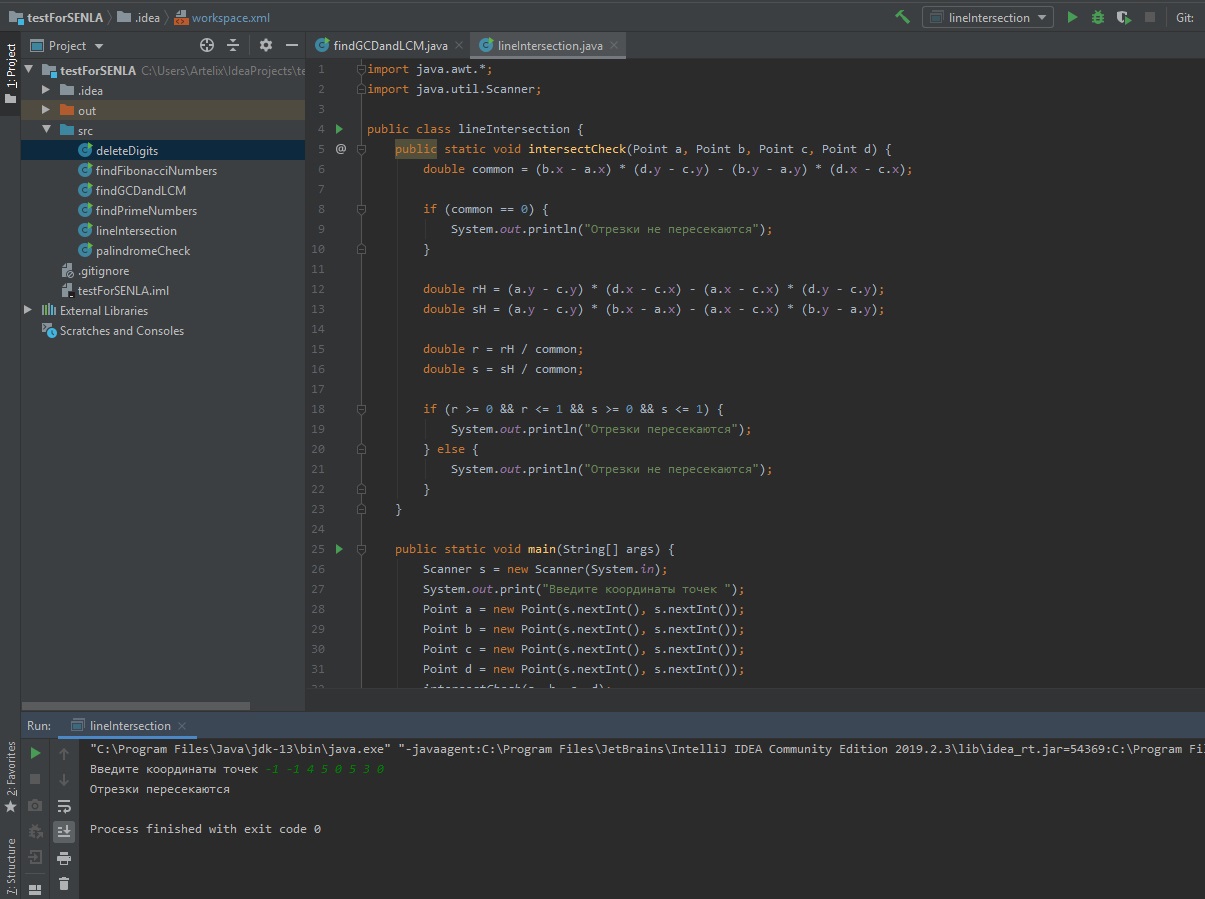 testForSENLA .idea workspace.xml lineIntersection Git:
1: Project
Project
testForSENLA C:\Users\Artelix\IdeaProjects\te
.idea
out
src
deleteDigits
findFibonacciNumbers
findGCDandLCM
findPrimeNumbers
lineIntersection
palindromeCheck
.gitignore
testForSENLA.iml
External Libraries
Scratches and Consoles
findGCDandLCM.java lineIntersection.java
1 import java.awt.*;
2 import java.util.Scanner;
3
4 public class lineIntersection {
5 @ public static void intersectCheck(Point a, Point b, Point c, Point d) {
6 double common = (b.x - a.x) * (d.y - c.y) - (b.y - a.y) * (d.x - c.x);
7
8 if (common == 0) {
9 System.out.println("Отрезки не пересекаются");
10 }
11
12 double rH = (a.y - c.y) * (d.x - c.x) - (a.x - c.x) * (d.y - c.y);
13 double sH = (a.y - c.y) * (b.x - a.x) - (a.x - c.x) * (b.y - a.y);
14
15 double r = rH / common;
16 double s = sH / common;
17
18 if (r >= 0 && r <= 1 && s >= 0 && s <= 1) {
19 System.out.println("Отрезки пересекаются");
20 } else {
21 System.out.println("Отрезки не пересекаются");
22 }
23 }
24
25 public static void main(String[] args) {
26 Scanner s = new Scanner(System.in);
27 System.out.print("Введите координаты точек ");
28 Point a = new Point(s.nextInt(), s.nextInt());
29 Point b = new Point(s.nextInt(), s.nextInt());
30 Point c = new Point(s.nextInt(), s.nextInt());
31 Point d = new Point(s.nextInt(), s.nextInt());
Run: lineIntersection
"C:\Program Files\Java\jdk-13\bin\java.exe" "-javaagent:C:\Program Files\JetBrains\IntelliJ IDEA Community Edition 2019.2.3\lib\idea_rt.jar=54369:C:\Program Fil
Введите координаты точек -1 -1 4 5 0 5 3 0
Отрезки пересекаются
Process finished with exit code 0
2: Favorites
7: Structure